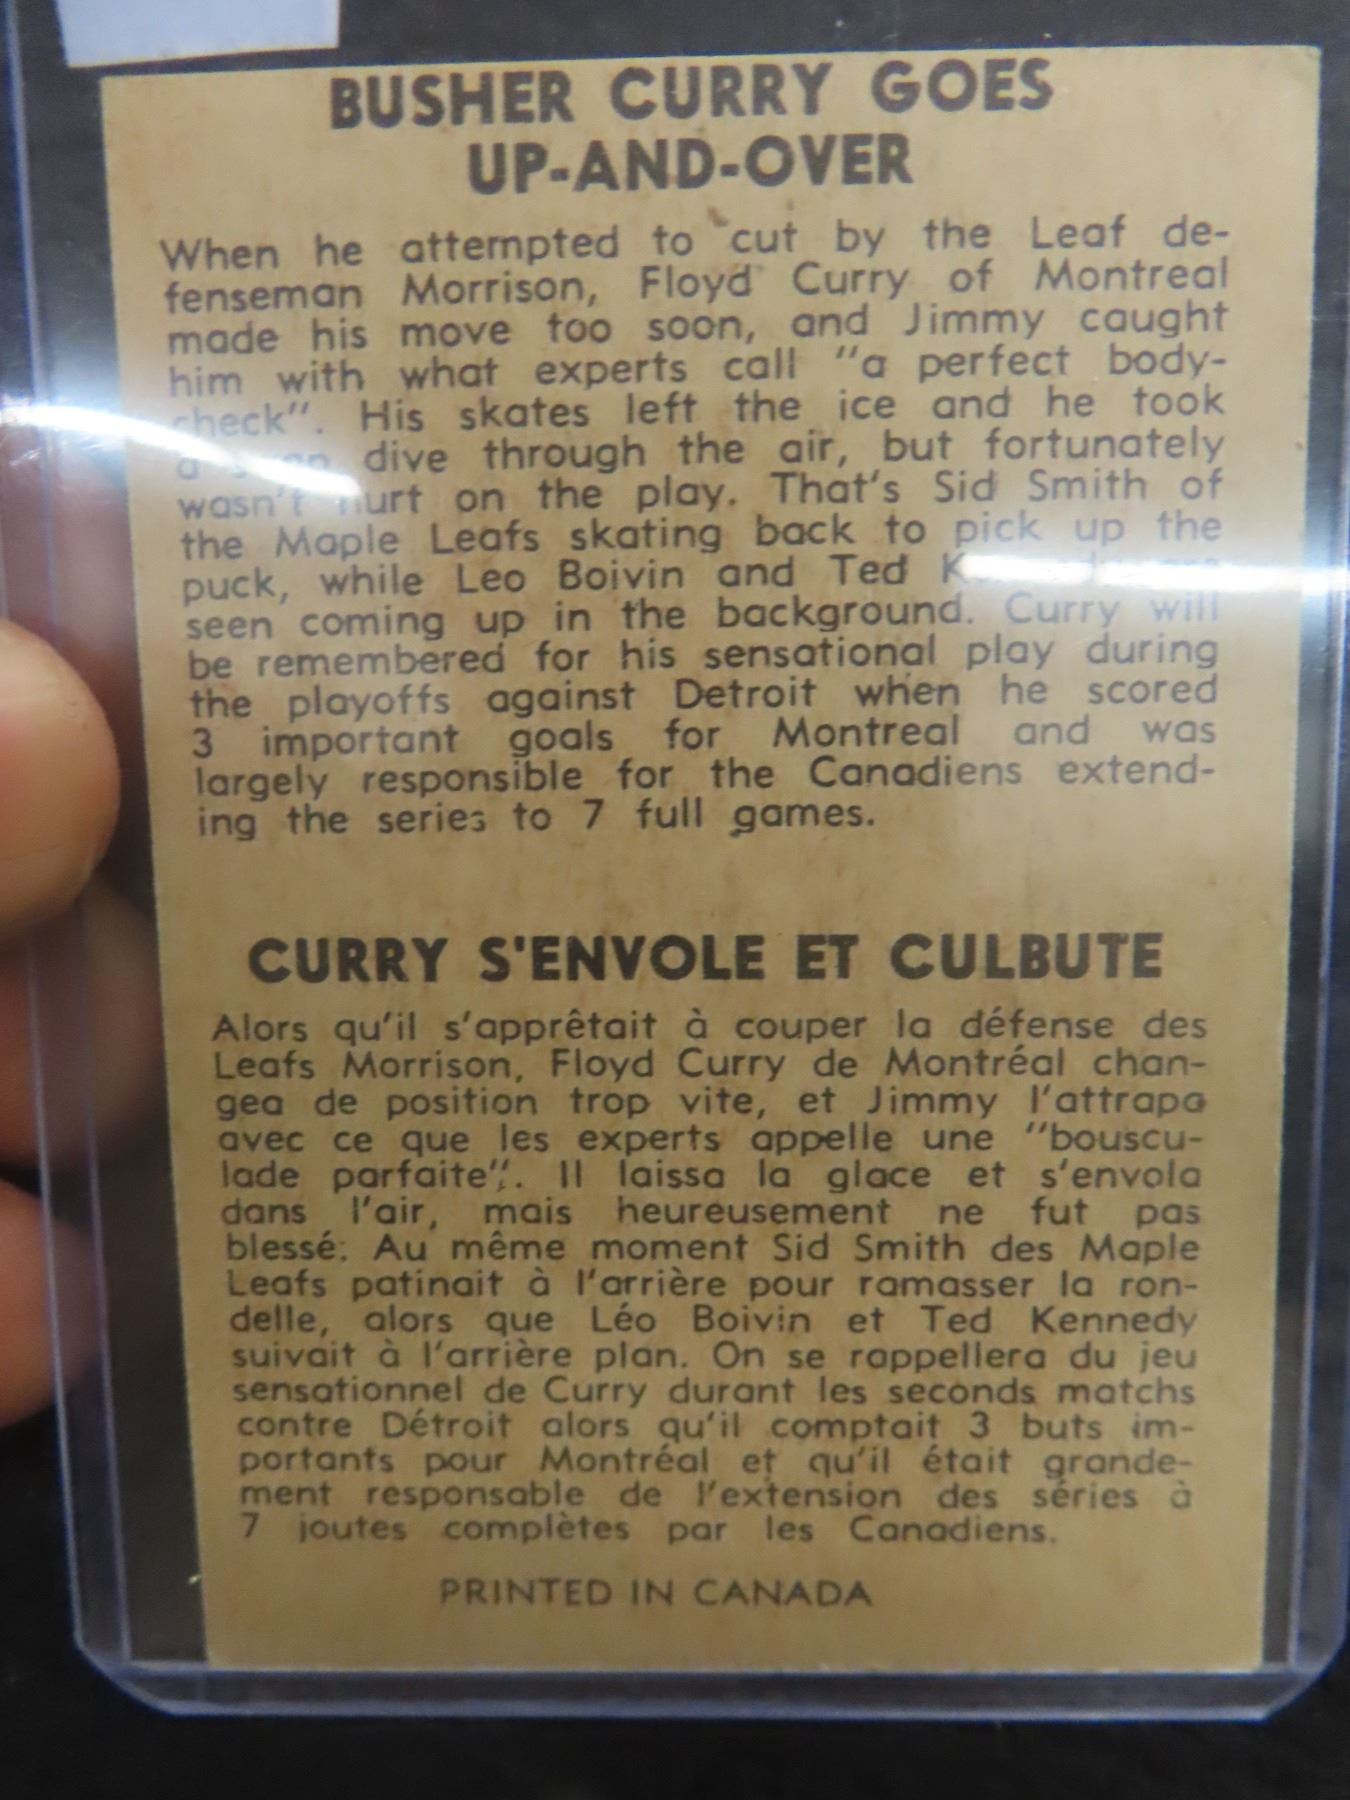 BUSHER CURRY GOES
UP-AND-OVER
When he attempted to cut by the Leaf de-
fenseman Morrison, Floyd Curry of Montreal
made his move too soon, and Jimmy caught
him with what experts call "a perfect body-
check". His skates left the ice and he took
a dive through the air, but fortunately
wasn't hurt on the play. That's Sid Smith of
the Maple Leafs skating back to pick up the
puck, while Leo Boivin and Ted
seen coming up in the background. Curry will
be remembered for his sensational play during
the playoffs against Detroit when he scored
3 important goals for Montreal and was
largely responsible for the Canadiens extend-
ing the series to 7 full games.
CURRY S'ENVOLE ET CULBUTE
Alors qu'il s'apprêtait à couper la défense des
Leafs Morrison, Floyd Curry de Montréal chan-
gea de position trop vite, et Jimmy l'attrapa
avec ce que les experts appelle une "bouscu-
lade parfaite". Il laissa la glace et s'envola
dans l'air, mais heureusement ne fut pas
blessé. Au même moment Sid Smith des Maple
Leafs patinait à l'arrière pour ramasser la ron-
delle, alors que Léo Boivin et Ted Kennedy
suivait à l'arrière plan. On se rappellera du jeu
sensationnel de Curry durant les seconds matchs
contre Détroit alors qu'il comptait 3 buts im-
portants pour Montréal et qu'il était grande-
ment responsable de l'extension des séries à
7 joutes complètes par les Canadiens.
PRINTED IN CANADA